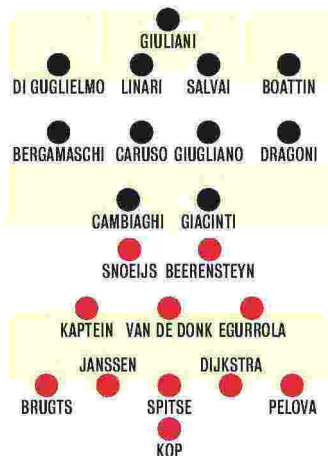 GIULIANI
DI GUGLIELMO LINARI SALVAI BOATTIN
BERGAMASCHI CARUSO GIUGLIANO DRAGONI
CAMBIAGHI GIACINTI
SNOEIJS BEERENSTEYN
KAPTEIN VAN DE DONK EGURROLA
JANSSEN DIJKSTRA
BRUGTS SPITSE PELOVA
KOP